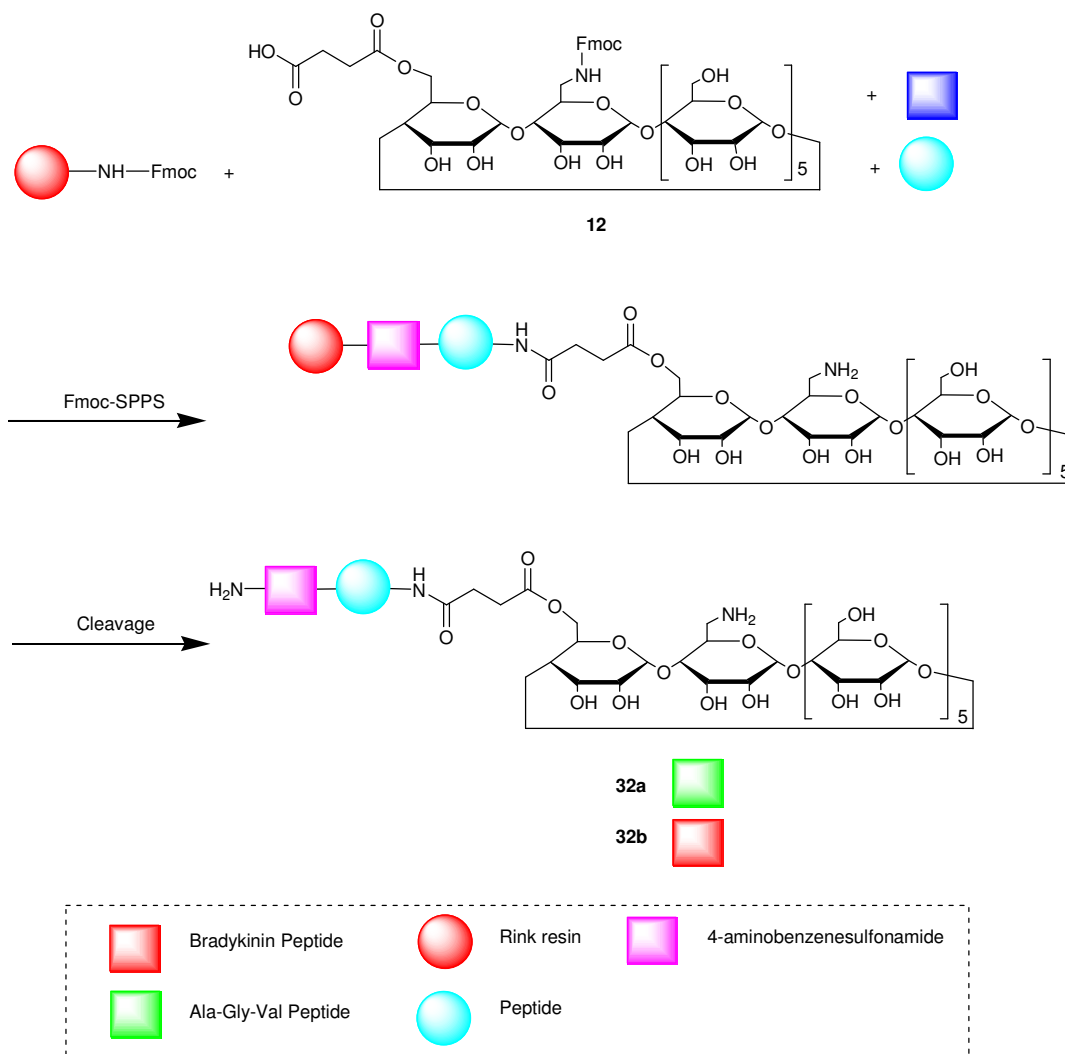 HO
O
O
O
O
Fmoc
NH
O
O
OH
OH
O
OH
OH
O
OH
O
OH
OH
O
5
+
+
NH
Fmoc
+
12
H
N
O
O
O
O
OH
OH
O
NH2
O
OH
OH
O
OH
O
OH
OH
O
5
Fmoc-SPPS
H2N
H
N
O
O
O
O
OH
OH
O
NH2
O
OH
OH
O
OH
O
OH
OH
O
5
Cleavage
32a
32b
Bradykinin Peptide
Rink resin
4-aminobenzenesulfonamide
Ala-Gly-Val Peptide
Peptide